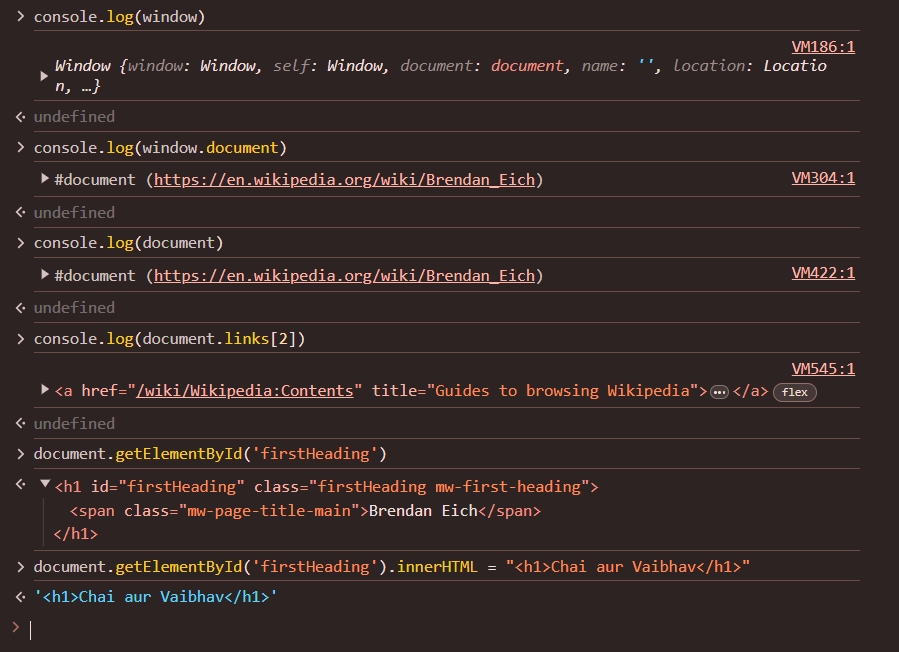 > console.log(window)
VM186:1
Window {window: Window, self: Window, document: document, name: '', location: Locatio
n, …}
undefined
> console.log(window.document)
#document (https://en.wikipedia.org/wiki/Brendan_Eich) VM304:1
undefined
> console.log(document)
#document (https://en.wikipedia.org/wiki/Brendan_Eich) VM422:1
undefined
> console.log(document.links[2])
VM545:1
<a href="/wiki/Wikipedia:Contents" title="Guides to browsing Wikipedia">…</a> flex
undefined
> document.getElementById('firstHeading')
<h1 id="firstHeading" class="firstHeading mw-first-heading">
<span class="mw-page-title-main">Brendan Eich</span>
</h1>
> document.getElementById('firstHeading').innerHTML = "<h1>Chai aur Vaibhav</h1>"
'<h1>Chai aur Vaibhav</h1>'
>